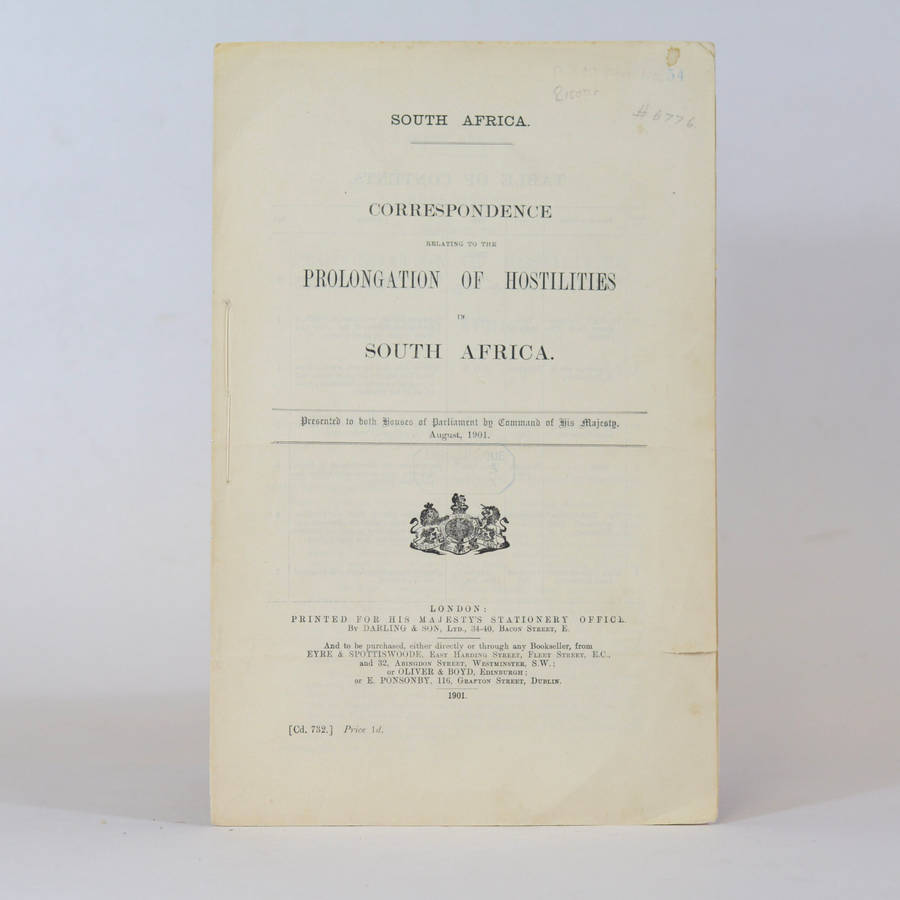 54
# 6776
SOUTH AFRICA.
CORRESPONDENCE
RELATING TO THE
PROLONGATION OF HOSTILITIES
IN
SOUTH AFRICA.
Presented to both Houses of Parliament by Command of His Majesty.
August, 1901.
LONDON:
PRINTED FOR HIS MAJESTY'S STATIONERY OFFICE,
BY DARLING & SON, LTD., 34-40, BACON STREET, E.
And to be purchased, either directly or through any Bookseller, from
EYRE & SPOTTISWOODE, EAST HARDING STREET, FLEET STREET, E.C.,
and 32, ABINGDON STREET, WESTMINSTER, S.W.;
or OLIVER & BOYD, EDINBURGH;
or E. PONSONBY, 116, GRAFTON STREET, DUBLIN.
1901.
[Cd. 732.] Price 1d.